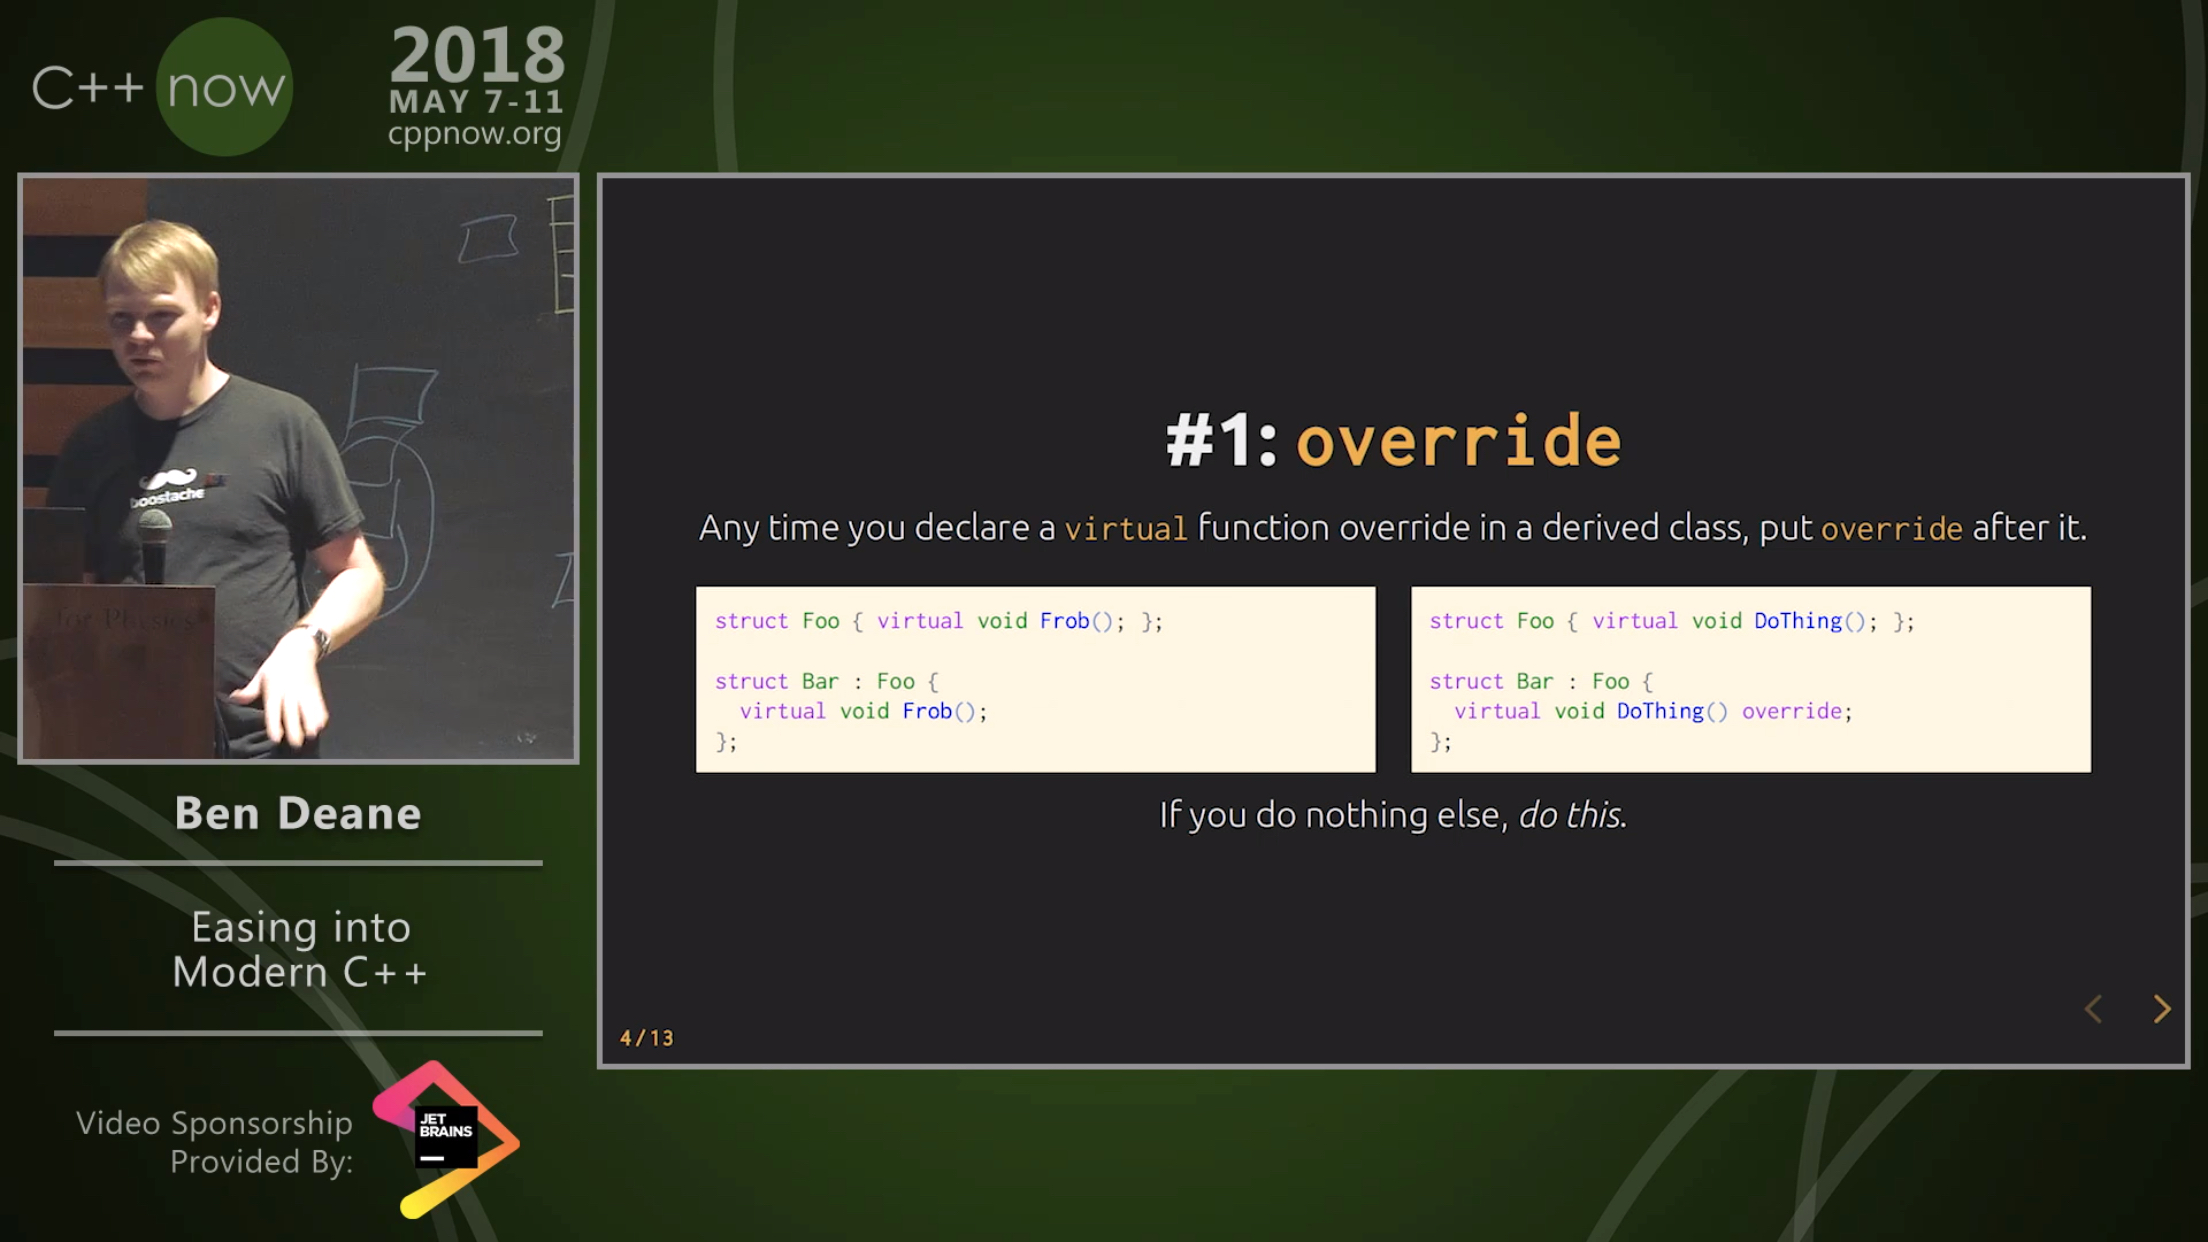 C++ now
2018
MAY 7-11
cppnow.org
boostache
for Physics
Ben Deane
Easing into
Modern C++
Video Sponsorship
Provided By:
JET
BRAINS
#1: override
Any time you declare a virtual function override in a derived class, put override after it.
struct Foo { virtual void Frob(); };
struct Bar : Foo {
virtual void Frob();
};
struct Foo { virtual void DoThing(); };
struct Bar : Foo {
virtual void DoThing() override;
};
If you do nothing else, do this.
4/13